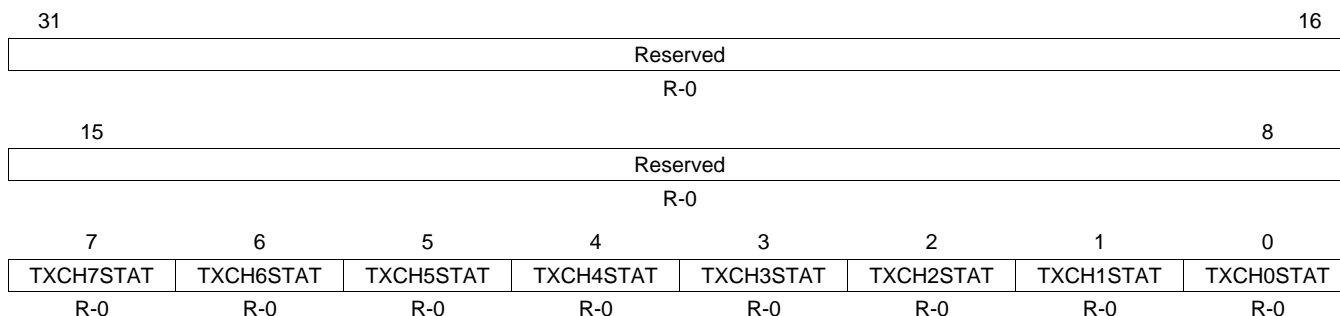 31 16
Reserved
R-0
15 8
Reserved
R-0
7 6 5 4 3 2 1 0
TXCH7STAT TXCH6STAT TXCH5STAT TXCH4STAT TXCH3STAT TXCH2STAT TXCH1STAT TXCH0STAT
R-0 R-0 R-0 R-0 R-0 R-0 R-0 R-0